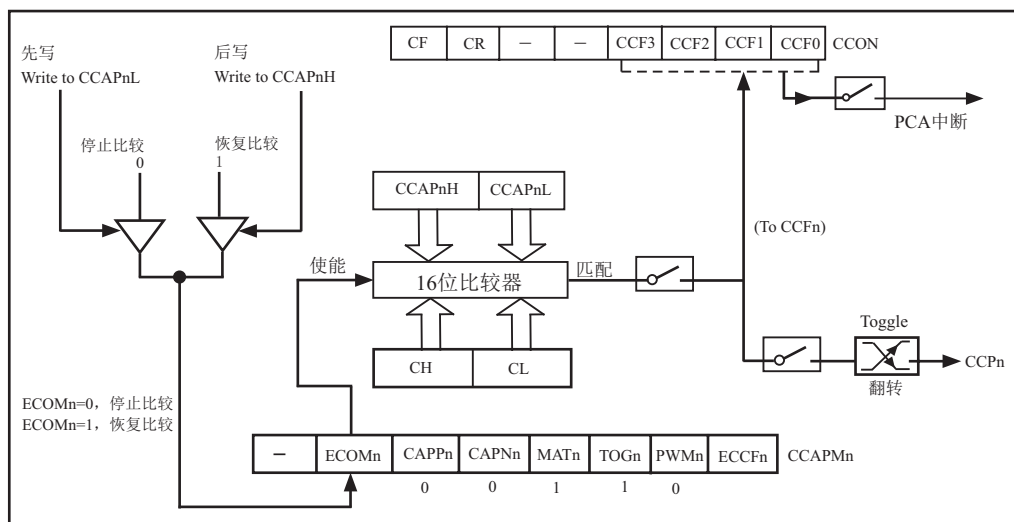 CF CR — — CCF3 CCF2 CCF1 CCF0 CCON
先写
Write to CCAPnL
后写
Write to CCAPnH
PCA中断
停止比较
0
恢复比较
1
CCAPnH CCAPnL
(To CCFn)
使能
16位比较器
匹配
CH CL
Toggle
CCPn
翻转
ECOMn=0，停止比较
ECOMn=1，恢复比较
— ECOMn CAPPn CAPNn MATn TOGn PWMn ECCFn CCAPMn
0 0 1 1 0